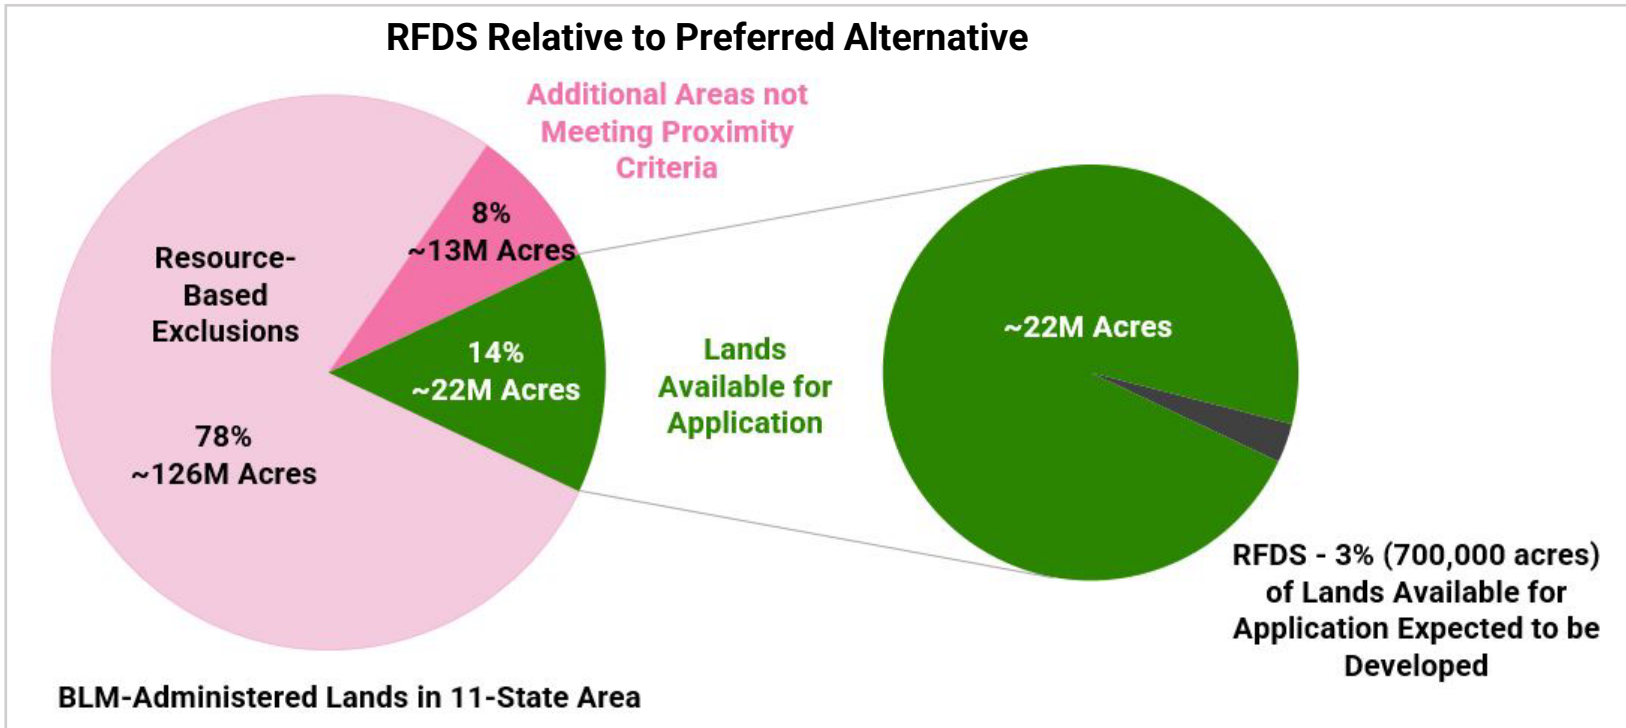 RFDS Relative to Preferred Alternative
Additional Areas not
Meeting Proximity
Criteria
8%
~13M Acres
Resource-
Based
Exclusions
78%
~126M Acres
14%
~22M Acres
Lands
Available for
Application
~22M Acres
RFDS - 3% (700,000 acres)
of Lands Available for
Application Expected to be
Developed
BLM-Administered Lands in 11-State Area